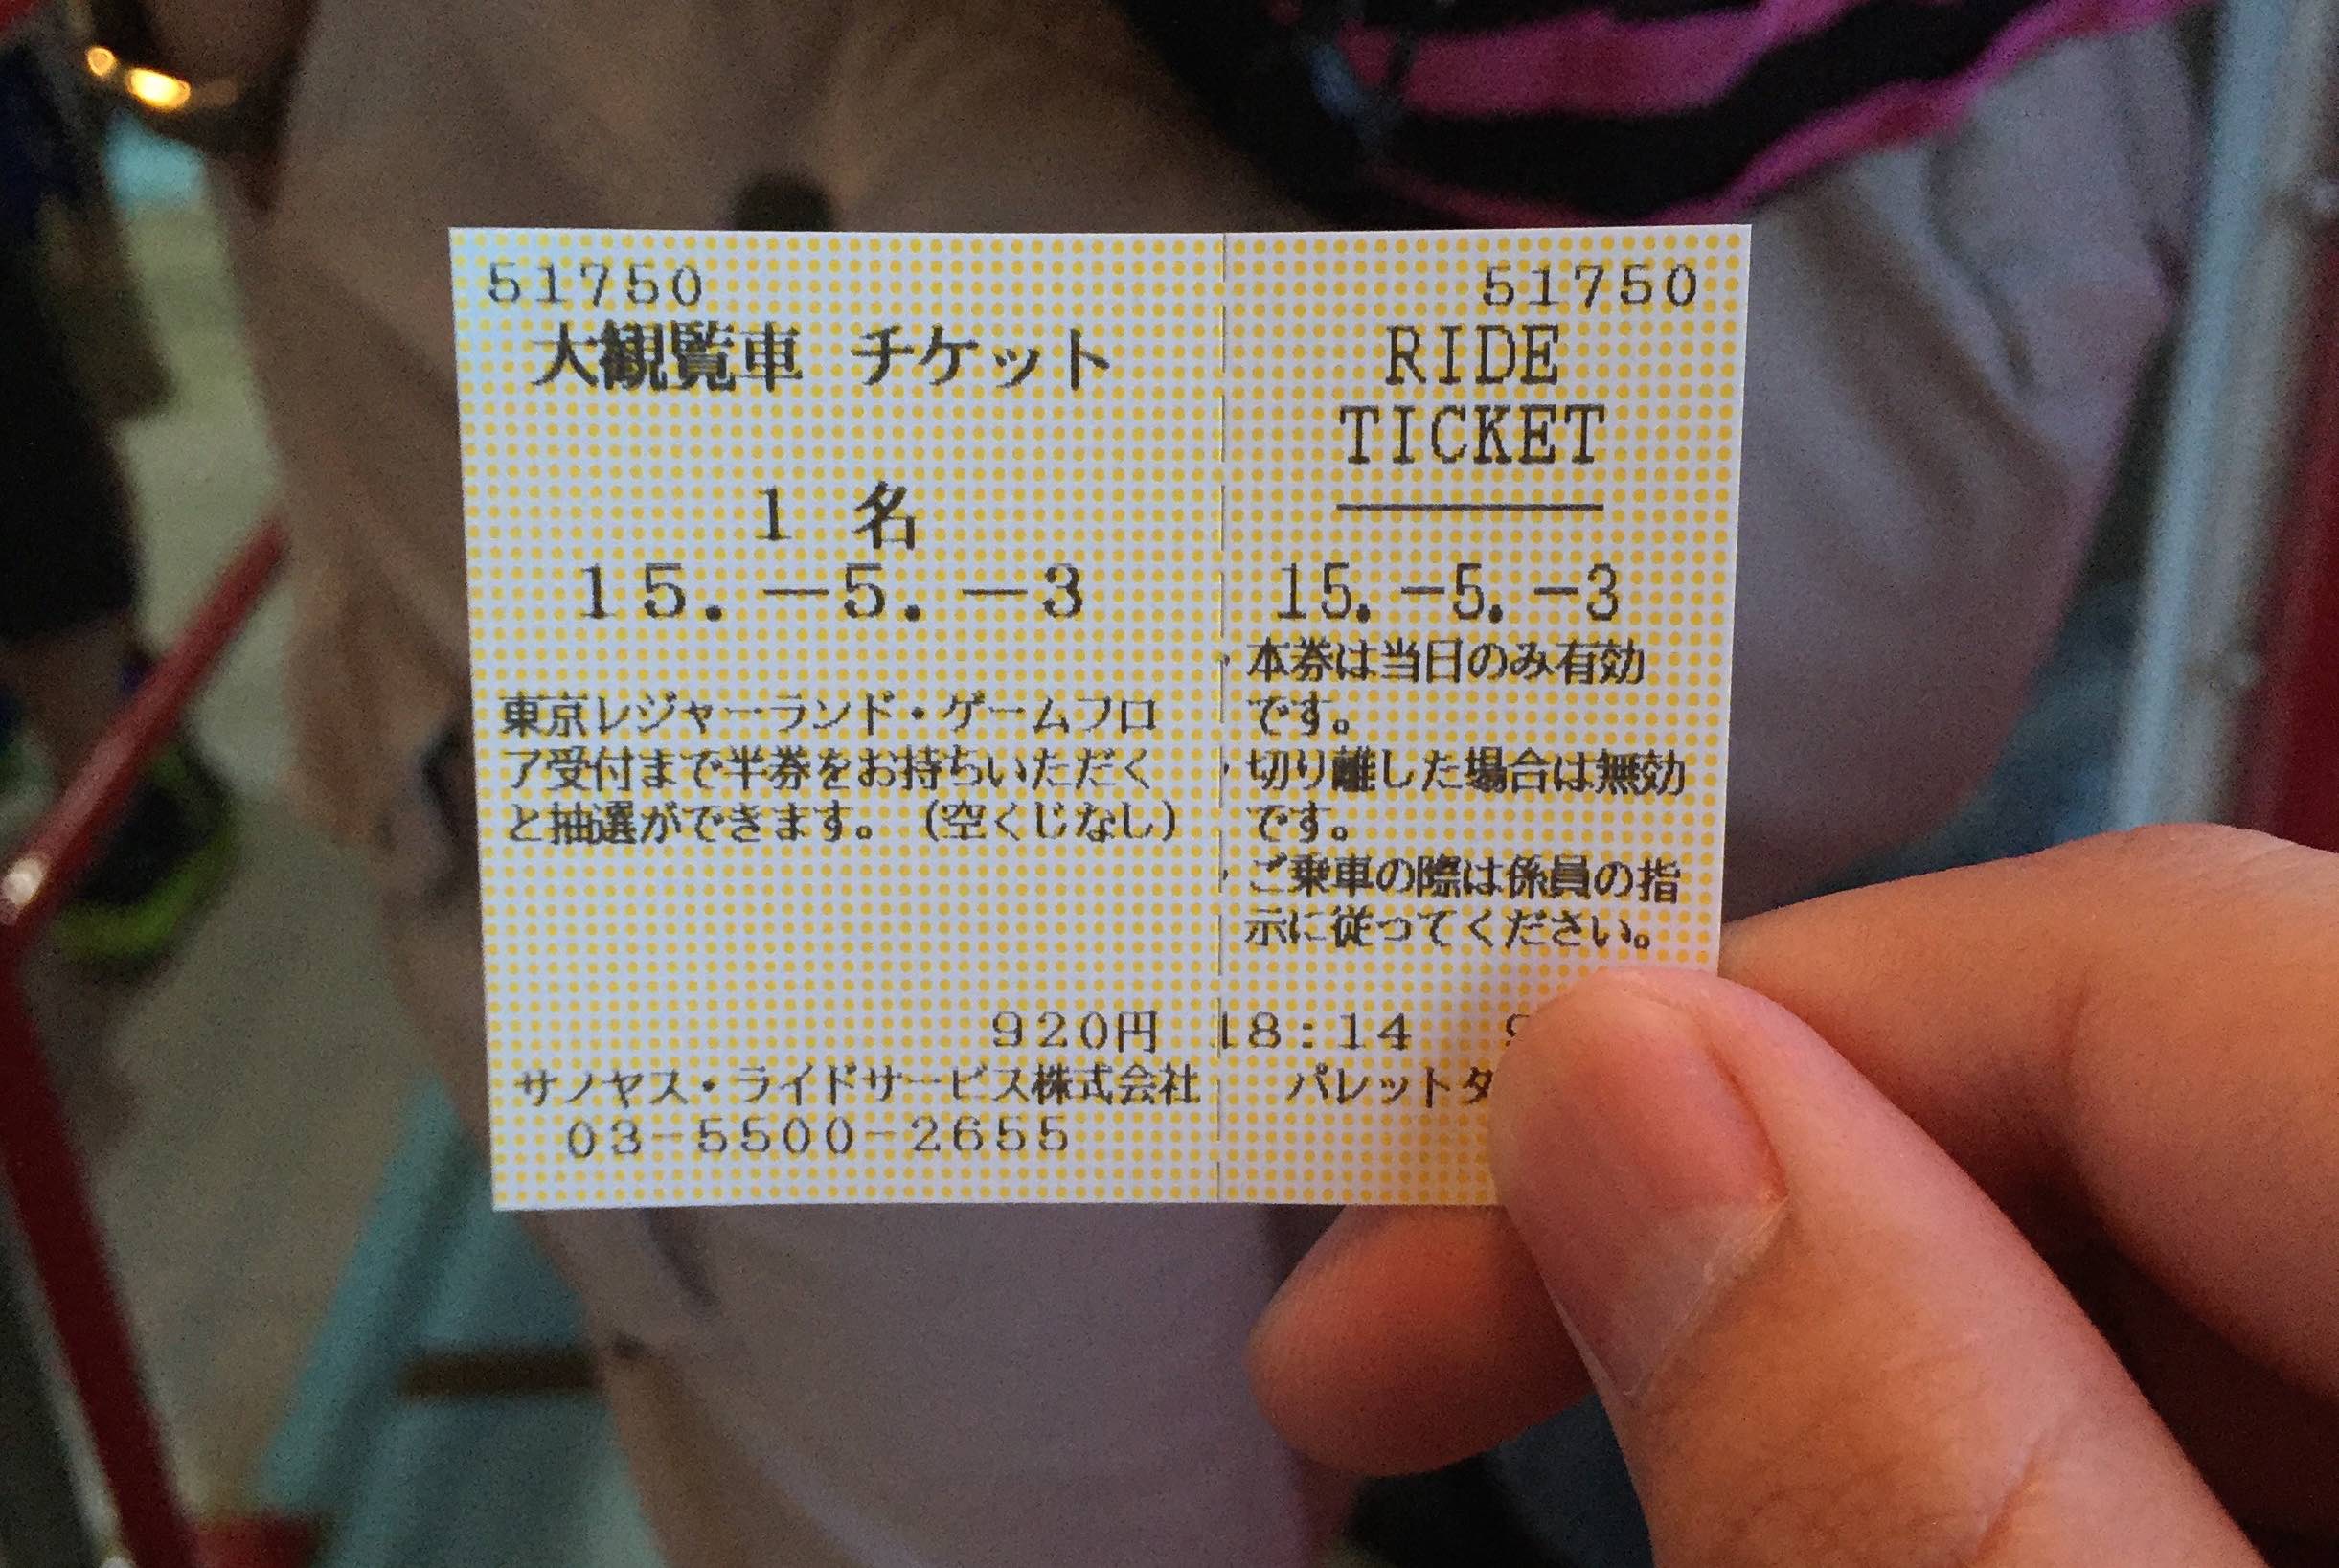 51750
大観覧車 チケット
1 名
15.-5.-3
東京レジャーランド・ゲームフロ
ア受付まで半券をお持ちいただく
と抽選ができます。(空くじなし)
920円
サノヤス・ライドサービス株式会社
03-5500-2655
51750
RIDE
TICKET
15.-5.-3
・本券は当日のみ有効
です。
・切り離した場合は無効
です。
・ご乗車の際は係員の指
示に従ってください。
18:14
パレットタ